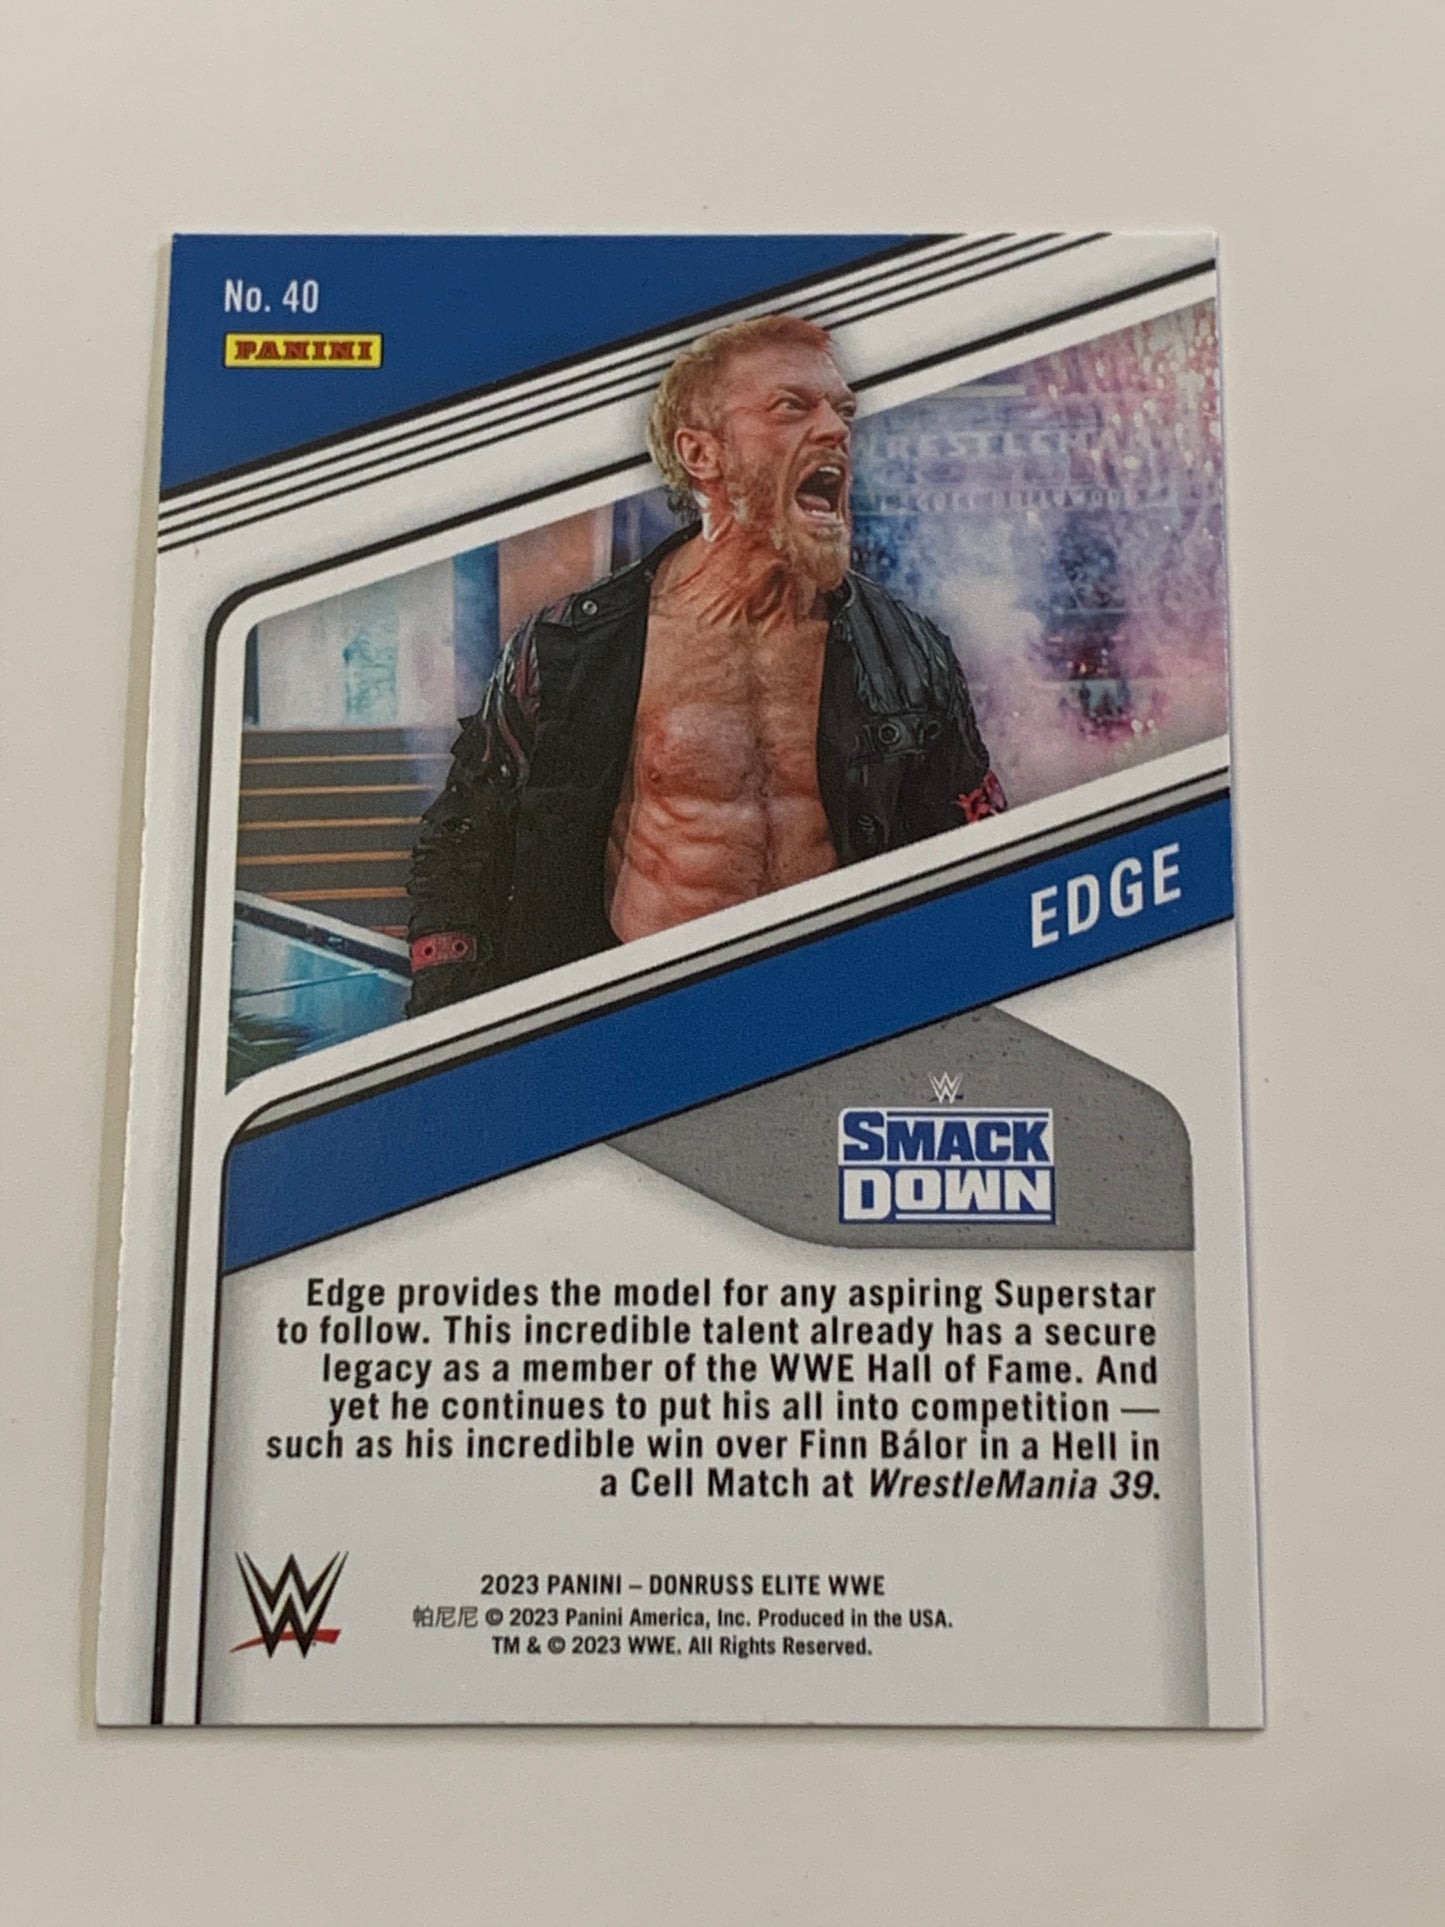 No. 40
PANINI
WRESTLEMANIA
GOES HOLLYWOOD
EDGE
W
SMACK
DOWN
Edge provides the model for any aspiring Superstar
to follow. This incredible talent already has a secure
legacy as a member of the WWE Hall of Fame. And
yet he continues to put his all into competition —
such as his incredible win over Finn Bálor in a Hell in
a Cell Match at WrestleMania 39.
W
2023 PANINI – DONRUSS ELITE WWE
帕尼尼 © 2023 Panini America, Inc. Produced in the USA.
TM & © 2023 WWE. All Rights Reserved.